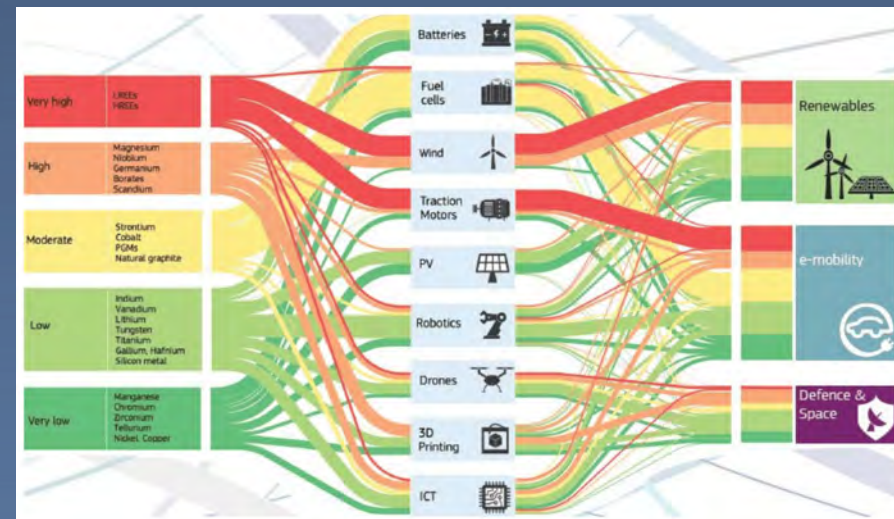 Very high
LREEs
HREEs
High
Magnesium
Niobium
Germanium
Borates
Scandium
Moderate
Strontium
Cobalt
PGMs
Natural graphite
Low
Indium
Vanadium
Lithium
Tungsten
Titanium
Gallium, Hafnium
Silicon metal
Very low
Manganese
Chromium
Zirconium
Tellurium
Nickel, Copper
Batteries
Fuel
cells
Wind
Traction
Motors
PV
Robotics
Drones
3D
Printing
ICT
Renewables
e-mobility
Defence &
Space